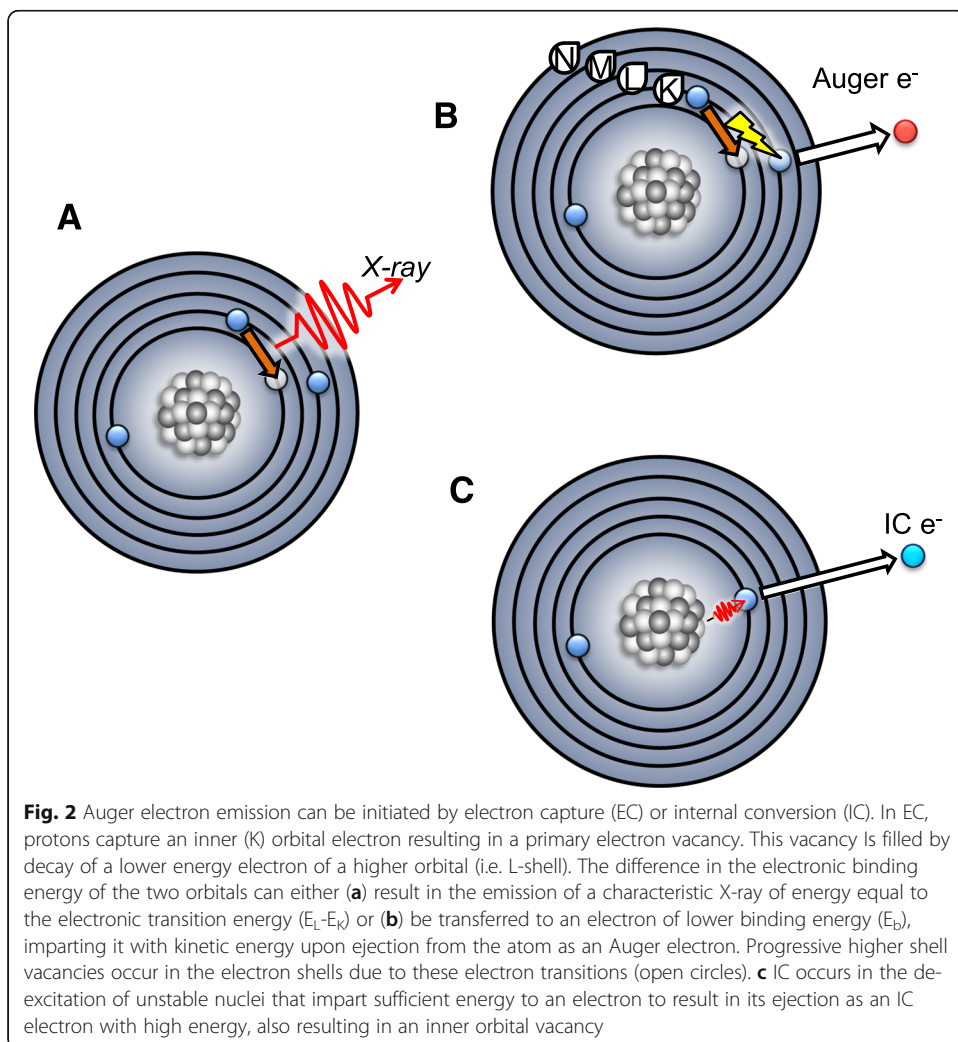 A
X-ray
B
N M L K
Auger e-
C
IC e-
Fig. 2 Auger electron emission can be initiated by electron capture (EC) or internal conversion (IC). In EC,
protons capture an inner (K) orbital electron resulting in a primary electron vacancy. This vacancy Is filled by
decay of a lower energy electron of a higher orbital (i.e. L-shell). The difference in the electronic binding
energy of the two orbitals can either (a) result in the emission of a characteristic X-ray of energy equal to
the electronic transition energy (EL-EK) or (b) be transferred to an electron of lower binding energy (Eb),
imparting it with kinetic energy upon ejection from the atom as an Auger electron. Progressive higher shell
vacancies occur in the electron shells due to these electron transitions (open circles). c IC occurs in the de-
excitation of unstable nuclei that impart sufficient energy to an electron to result in its ejection as an IC
electron with high energy, also resulting in an inner orbital vacancy